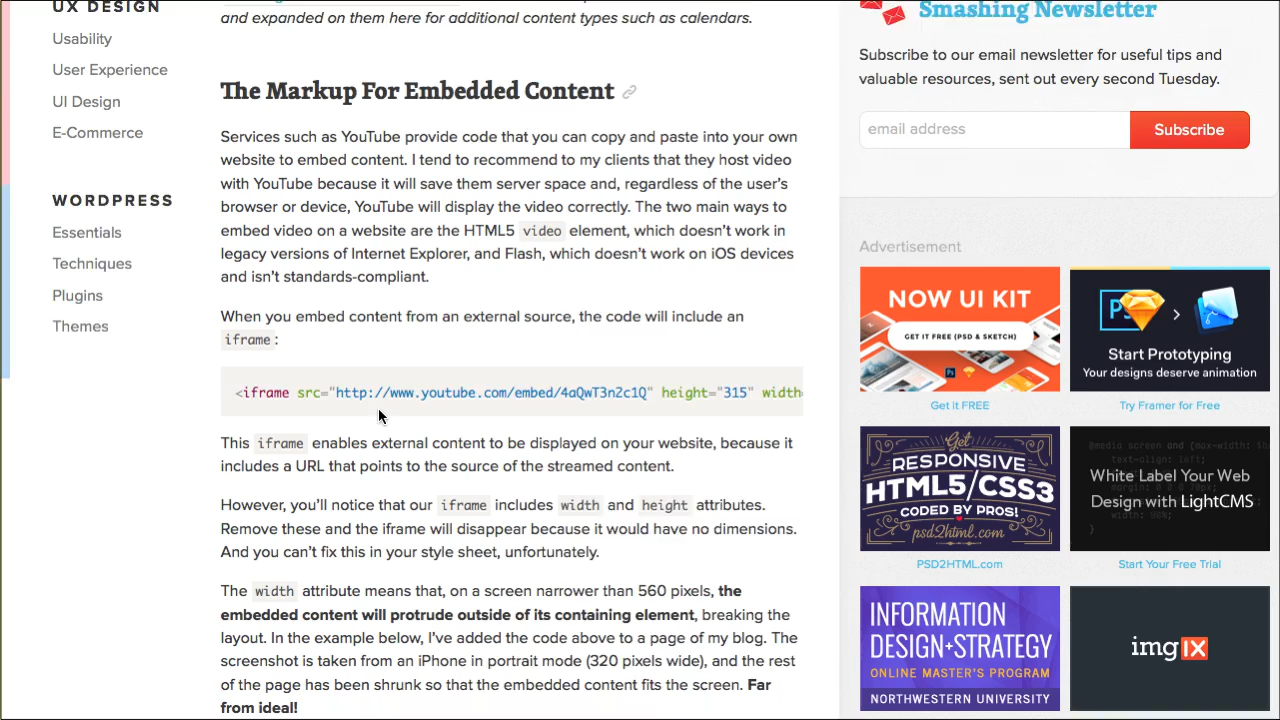 UX DESIGN
Usability
User Experience
UI Design
E-Commerce
WORDPRESS
Essentials
Techniques
Plugins
Themes
and expanded on them here for additional content types such as calendars.
The Markup For Embedded Content
Services such as YouTube provide code that you can copy and paste into your own
website to embed content. I tend to recommend to my clients that they host video
with YouTube because it will save them server space and, regardless of the user's
browser or device, YouTube will display the video correctly. The two main ways to
embed video on a website are the HTML5 video element, which doesn't work in
legacy versions of Internet Explorer, and Flash, which doesn't work on iOS devices
and isn't standards-compliant.
When you embed content from an external source, the code will include an
iframe:
<iframe src="http://www.youtube.com/embed/4aQwT3n2c1Q" height="315" width
This iframe enables external content to be displayed on your website, because it
includes a URL that points to the source of the streamed content.
However, you'll notice that our iframe includes width and height attributes.
Remove these and the iframe will disappear because it would have no dimensions.
And you can't fix this in your style sheet, unfortunately.
The width attribute means that, on a screen narrower than 560 pixels, the
embedded content will protrude outside of its containing element, breaking the
layout. In the example below, I've added the code above to a page of my blog. The
screenshot is taken from an iPhone in portrait mode (320 pixels wide), and the rest
of the page has been shrunk so that the embedded content fits the screen. Far
from ideal!
Smashing Newsletter
Subscribe to our email newsletter for useful tips and
valuable resources, sent out every second Tuesday.
email address
Subscribe
Advertisement
NOW UI KIT
GET IT FREE (PSD & SKETCH)
Get it FREE
Start Prototyping
Your designs deserve animation
Try Framer for Free
Get
RESPONSIVE
HTML5/CSS3
CODED BY PROS!
psd2html.com
PSD2HTML.com
White Label Your Web
Design with LightCMS
Start Your Free Trial
INFORMATION
DESIGN+STRATEGY
ONLINE MASTER'S PROGRAM
NORTHWESTERN UNIVERSITY
imgIX